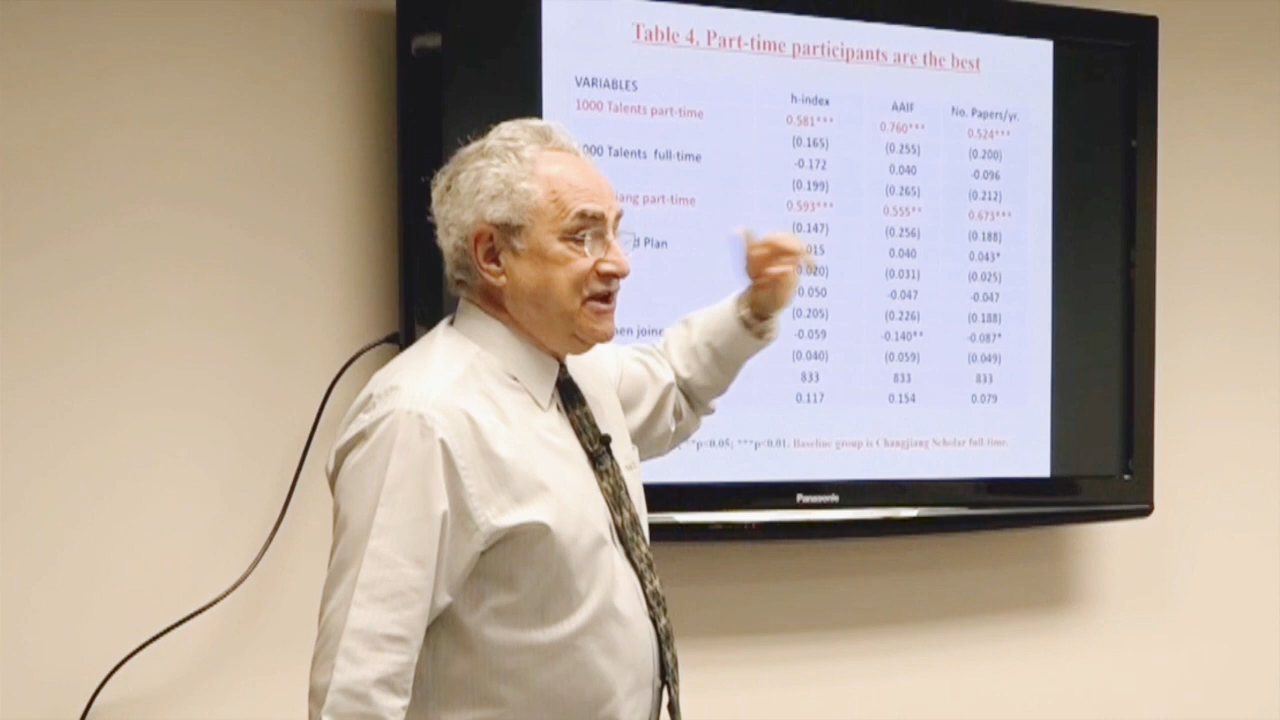 Table 4. Part-time participants are the best
VARIABLES h-index AAIF No. Papers/yr.
1000 Talents part-time 0.581*** 0.760*** 0.524***
(0.165) (0.255) (0.200)
000 Talents full-time -0.172 0.040 -0.096
(0.199) (0.265) (0.212)
iang part-time 0.593*** 0.555** 0.673***
(0.147) (0.256) (0.188)
d Plan 015 0.040 0.043*
0.020) (0.031) (0.025)
0.050 -0.047 -0.047
(0.205) (0.226) (0.188)
en joine -0.059 -0.140** -0.087*
(0.040) (0.059) (0.049)
833 833 833
0.117 0.154 0.079
**p<0.05; ***p<0.01. Baseline group is Changjiang Scholar full-time.
Panasonic